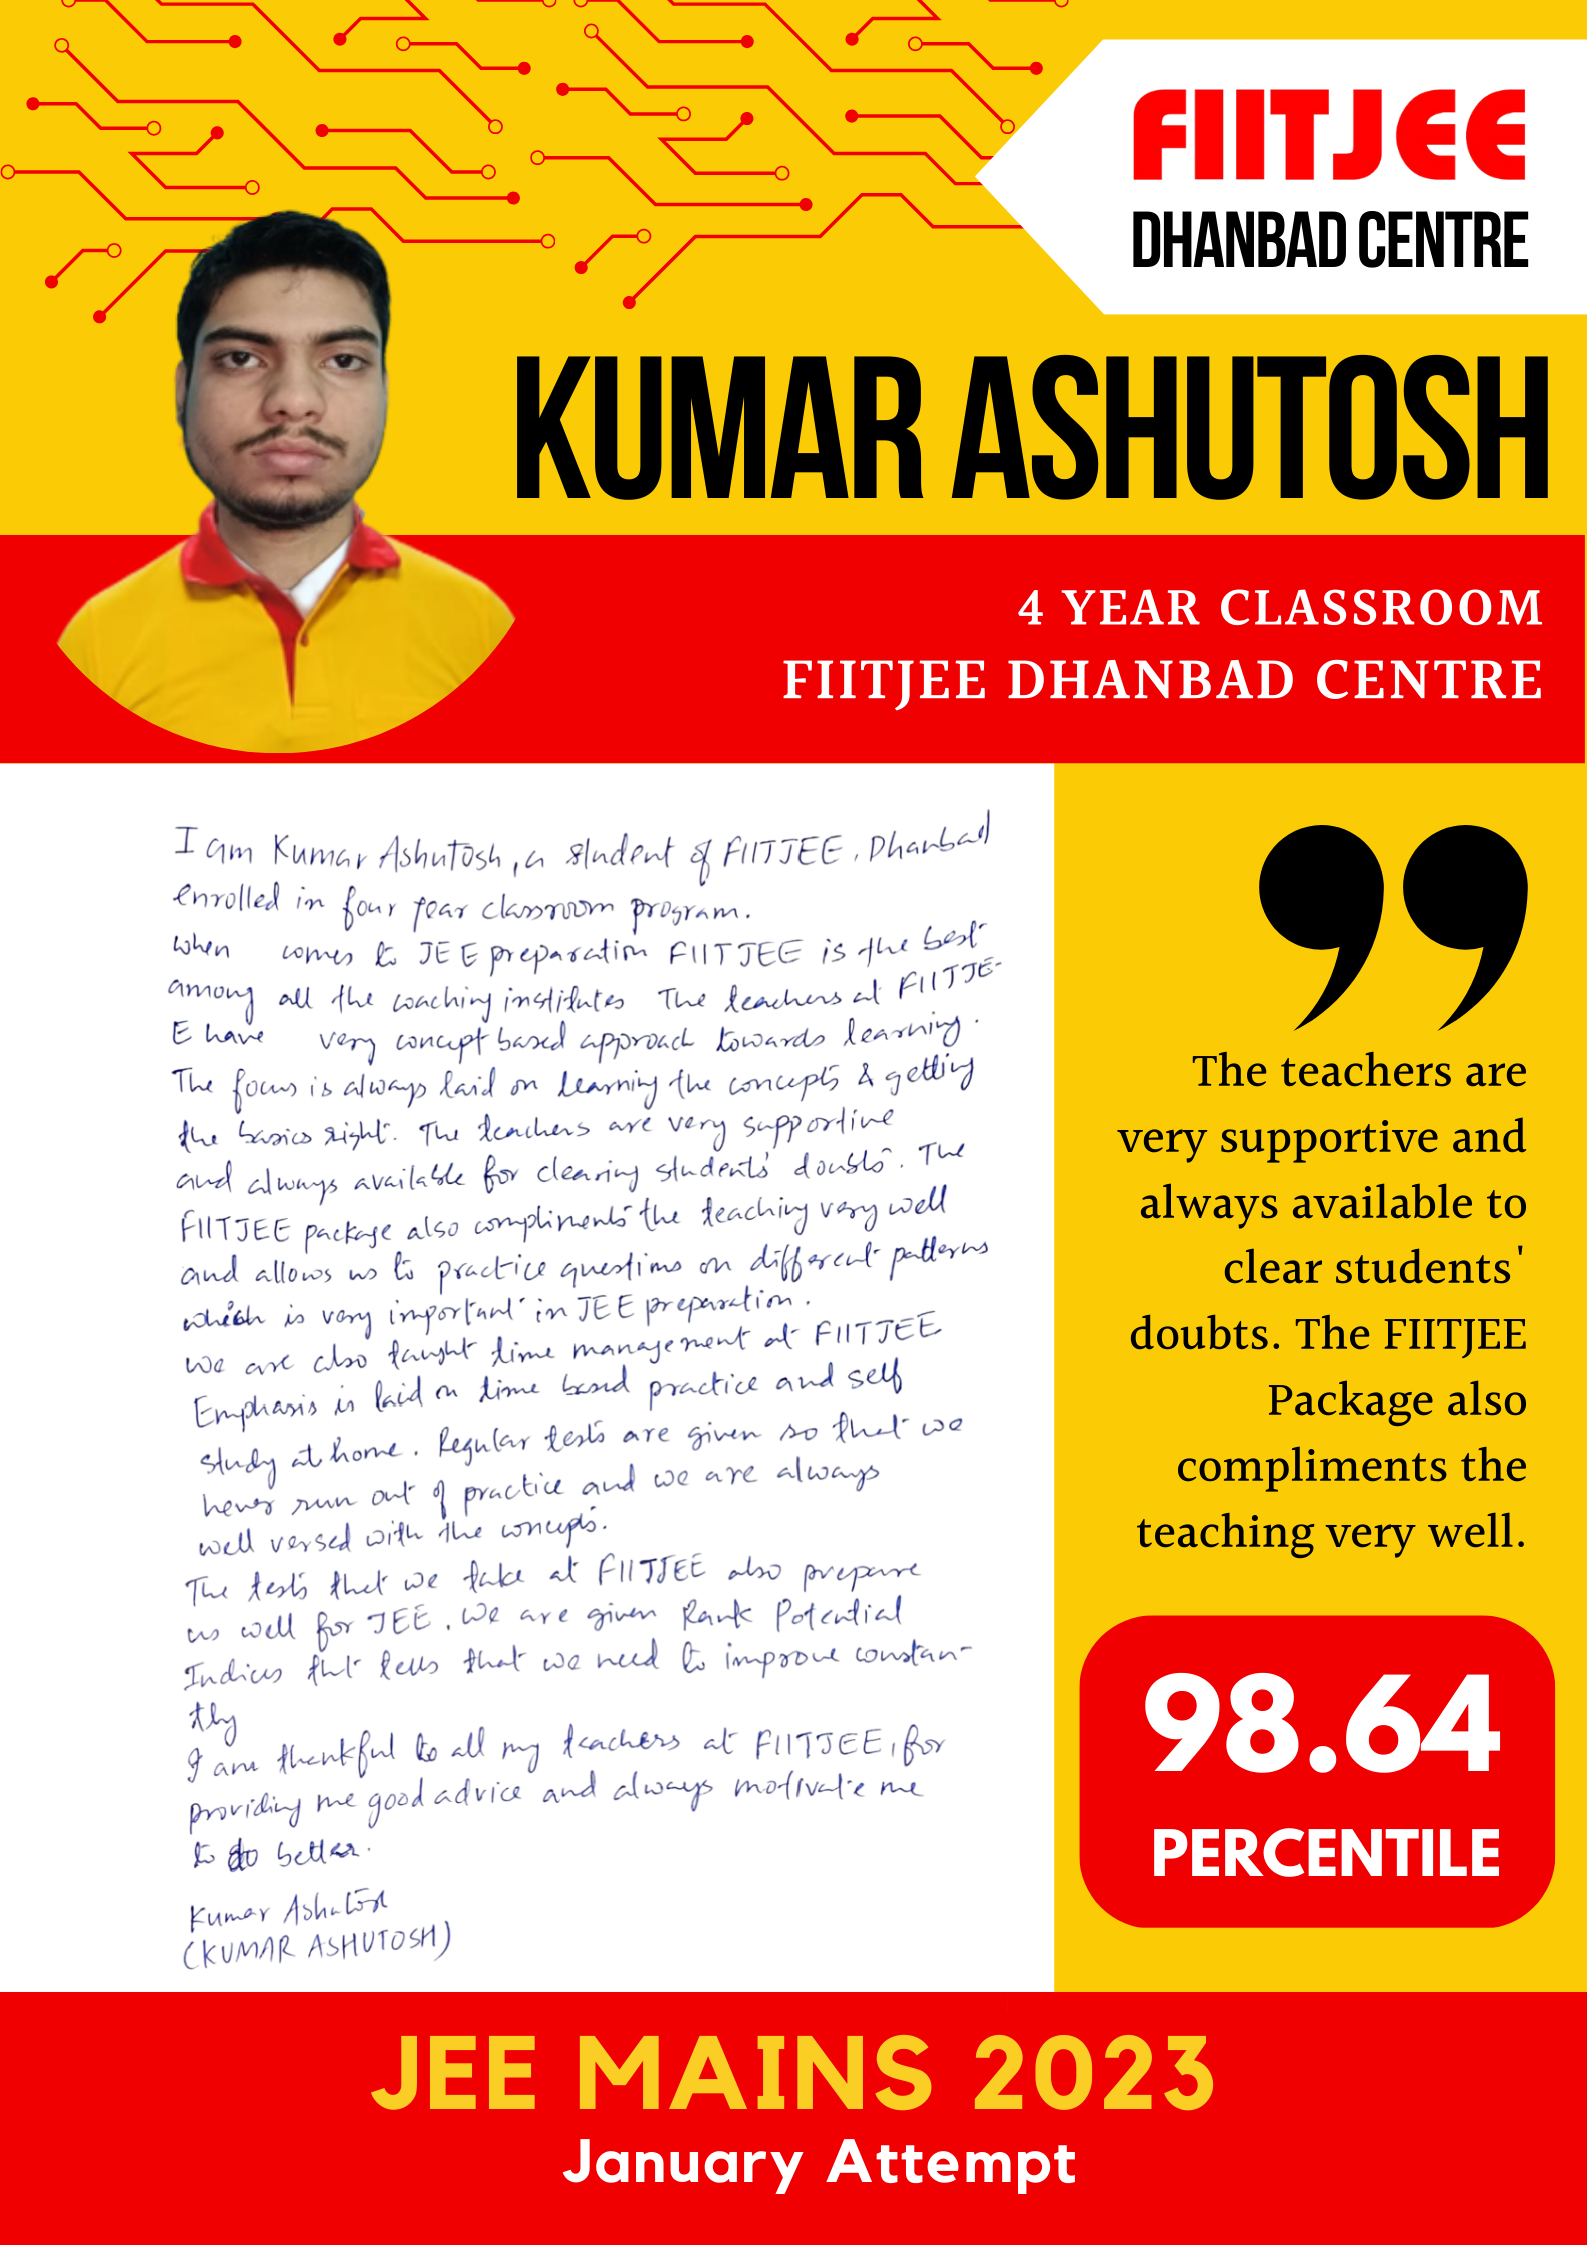 FIITJEE
DHANBAD CENTRE
KUMAR ASHUTOSH
4 YEAR CLASSROOM
FIITJEE DHANBAD CENTRE
I am Kumar Ashutosh, a student of FIITJEE, Dhanbad
enrolled in four year classroom program.
when comes to JEE preparation FIITJEE is the best
among all the coaching institutes The teachers at FIITJE-
E have very concept based approach towards learning.
The focus is always laid on learning the concepts & getting
the basics right. The teachers are very supportive
and always available for clearing students' doubts. The
FIITJEE package also compliments the teaching very well
and allows us to practice questions on different patterns
which is very important in JEE preparation.
We are also taught time management at FIITJEE
Emphasis is laid on time based practice and self
study at home. Regular tests are given so that we
never run out of practice and we are always
well versed with the concepts.
The tests that we take at FIITJEE also prepare
us well for JEE. We are given Rank Potential
Indices that tells that we need to improve constan-
tly
I am thankful to all my teachers at FIITJEE, for
providing me good advice and always motivate me
to do better.
Kumar Ashutosh
(KUMAR ASHUTOSH)
The teachers are
very supportive and
always available to
clear students'
doubts. The FIITJEE
Package also
compliments the
teaching very well.
98.64
PERCENTILE
JEE MAINS 2023
January Attempt